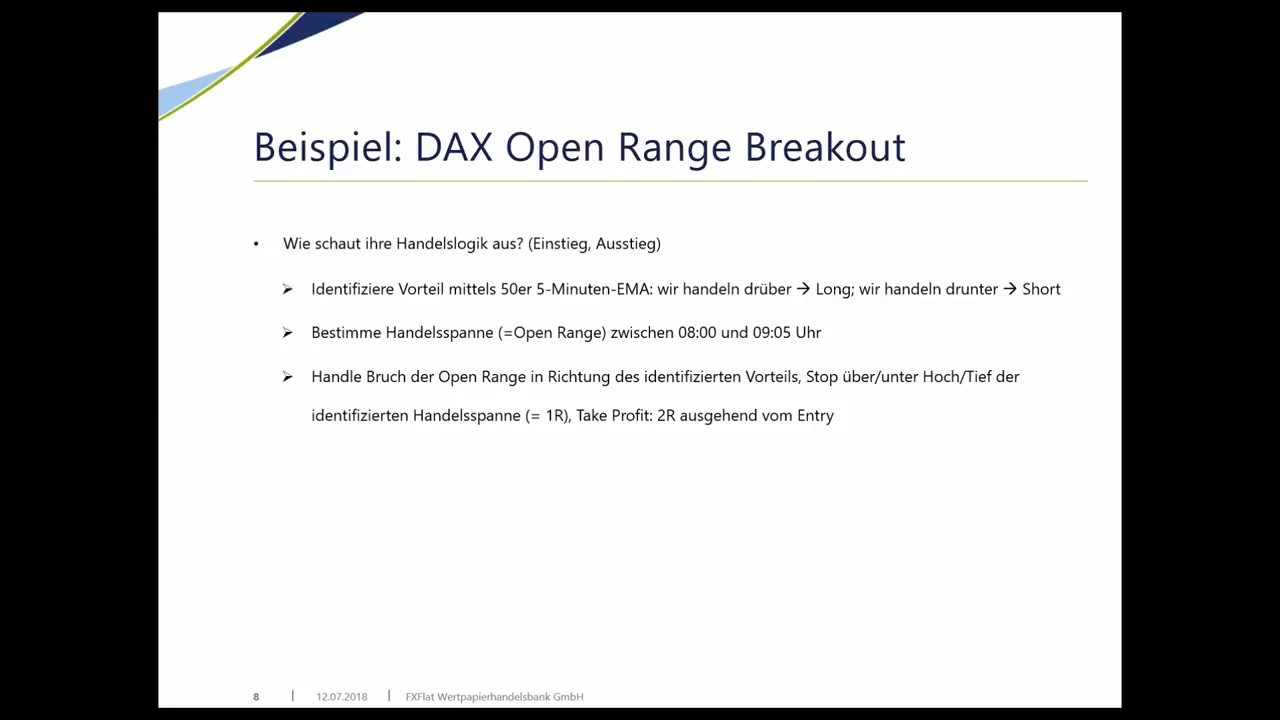 Beispiel: DAX Open Range Breakout
• Wie schaut ihre Handelslogik aus? (Einstieg, Ausstieg)
➢ Identifiziere Vorteil mittels 50er 5-Minuten-EMA: wir handeln drüber → Long; wir handeln drunter → Short
➢ Bestimme Handelsspanne (=Open Range) zwischen 08:00 und 09:05 Uhr
➢ Handle Bruch der Open Range in Richtung des identifizierten Vorteils, Stop über/unter Hoch/Tief der
identifizierten Handelsspanne (= 1R), Take Profit: 2R ausgehend vom Entry
8 | 12.07.2018 | FXFlat Wertpapierhandelsbank GmbH